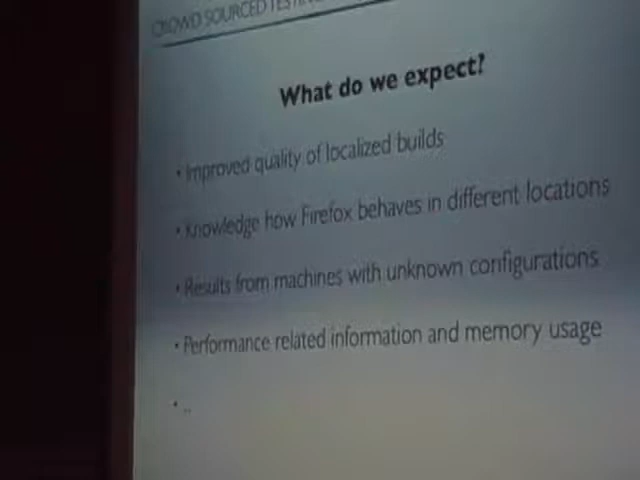 CROWD SOURCED TESTING
What do we expect?
• Improved quality of localized builds
• Knowledge how Firefox behaves in different locations
• Results from machines with unknown configurations
• Performance related information and memory usage
• ..